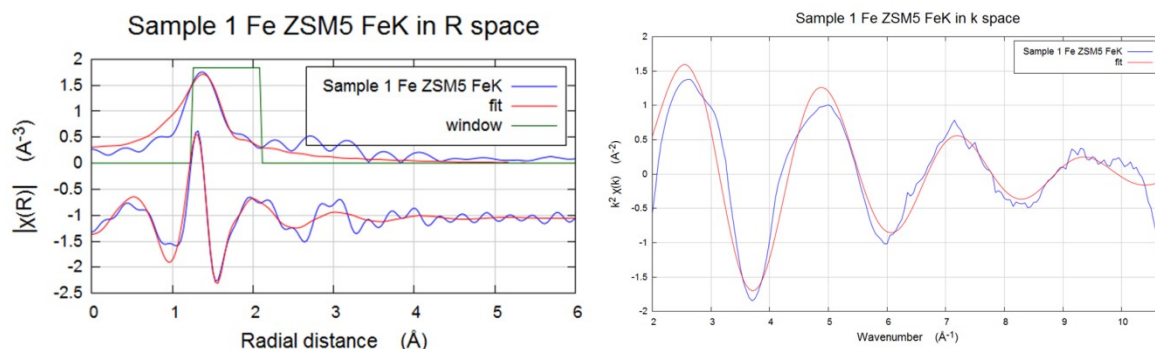 Sample 1 Fe ZSM5 FeK in R space
2
1.5
1
0.5
0
-0.5
-1
-1.5
-2
-2.5
|χ(R)| (Å-3)
Sample 1 Fe ZSM5 FeK
fit
window
0 1 2 3 4 5 6
Radial distance (Å)
Sample 1 Fe ZSM5 FeK in k space
2
1.5
1
0.5
0
-0.5
-1
-1.5
-2
k2 χ(k) (Å-2)
Sample 1 Fe ZSM5 FeK
fit
2 3 4 5 6 7 8 9 10
Wavenumber (Å-1)